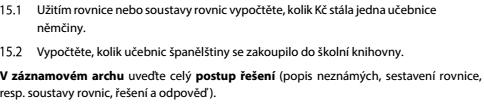 15.1 Užitím rovnice nebo soustavy rovnic vypočtěte, kolik Kč stála jedna učebnice
němčiny.
15.2 Vypočtěte, kolik učebnic španělštiny se zakoupilo do školní knihovny.
V záznamovém archu uveďte celý postup řešení (popis neznámých, sestavení rovnice,
resp. soustavy rovnic, řešení a odpověď).